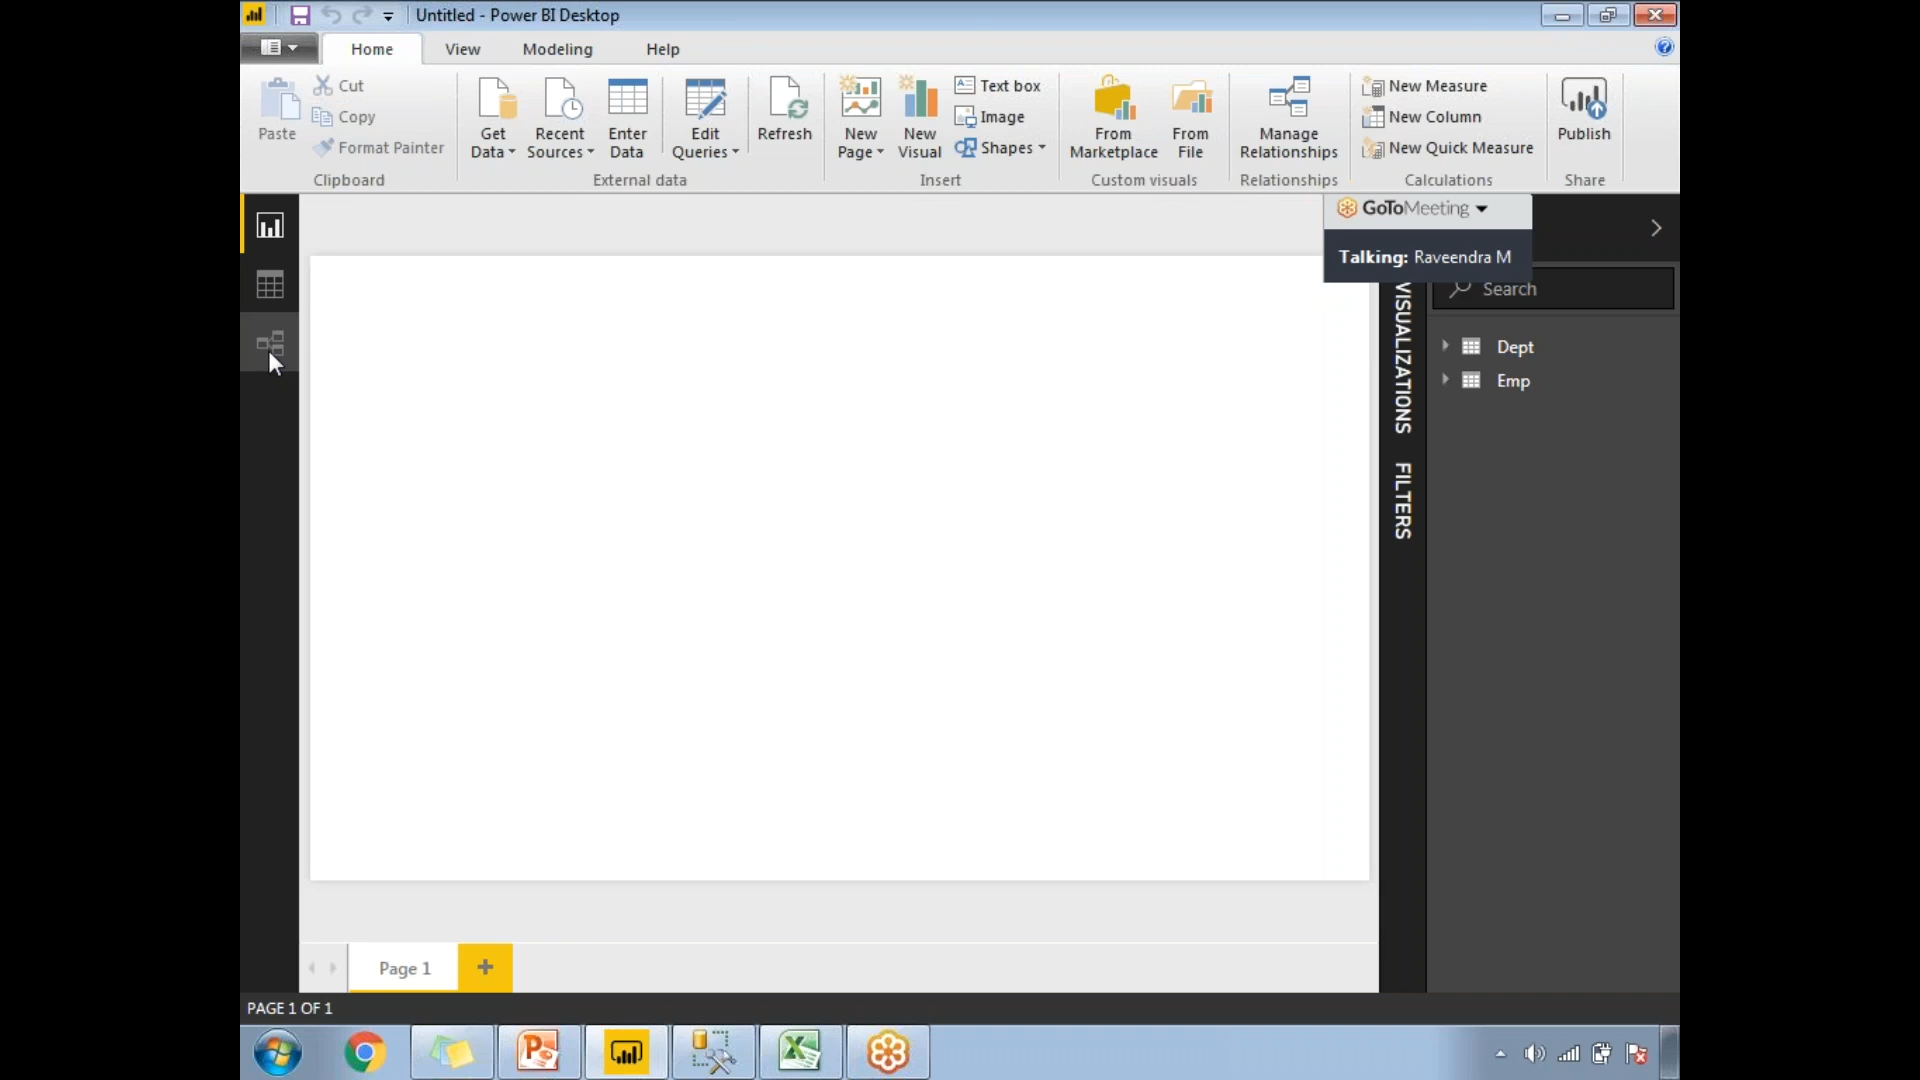 Untitled - Power BI Desktop
Home View Modeling Help
Paste
Cut
Copy
Format Painter
Clipboard
Get Data
Recent Sources
Enter Data
Edit Queries
Refresh
External data
New Page
New Visual
Text box
Image
Shapes
Insert
From Marketplace
From File
Custom visuals
Manage Relationships
Relationships
New Measure
New Column
New Quick Measure
Calculations
Publish
Share
GoToMeeting
Talking: Raveendra M
VISUALIZATIONS
FILTERS
Search
Dept
Emp
Page 1
PAGE 1 OF 1